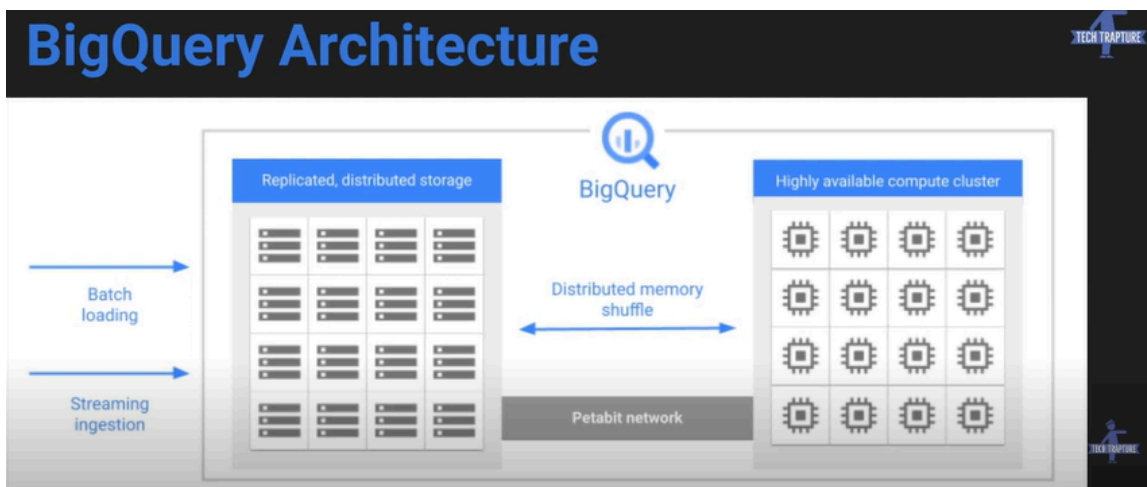 BigQuery Architecture
TECH TRAPTURE
Replicated, distributed storage
BigQuery
Highly available compute cluster
Batch
loading
Distributed memory
shuffle
Streaming
ingestion
Petabit network
TECH TRAPTURE